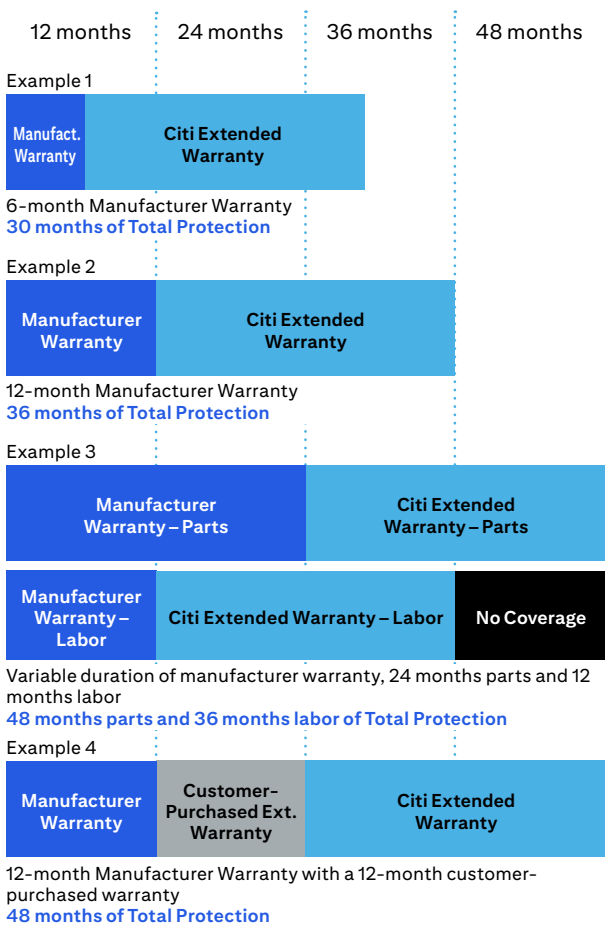 12 months 24 months 36 months 48 months
Example 1
Manufact.
Warranty
Citi Extended
Warranty
6-month Manufacturer Warranty
30 months of Total Protection
Example 2
Manufacturer
Warranty
Citi Extended
Warranty
12-month Manufacturer Warranty
36 months of Total Protection
Example 3
Manufacturer
Warranty – Parts
Citi Extended
Warranty – Parts
Manufacturer
Warranty –
Labor
Citi Extended Warranty – Labor
No Coverage
Variable duration of manufacturer warranty, 24 months parts and 12
months labor
48 months parts and 36 months labor of Total Protection
Example 4
Manufacturer
Warranty
Customer-
Purchased Ext.
Warranty
Citi Extended
Warranty
12-month Manufacturer Warranty with a 12-month customer-
purchased warranty
48 months of Total Protection